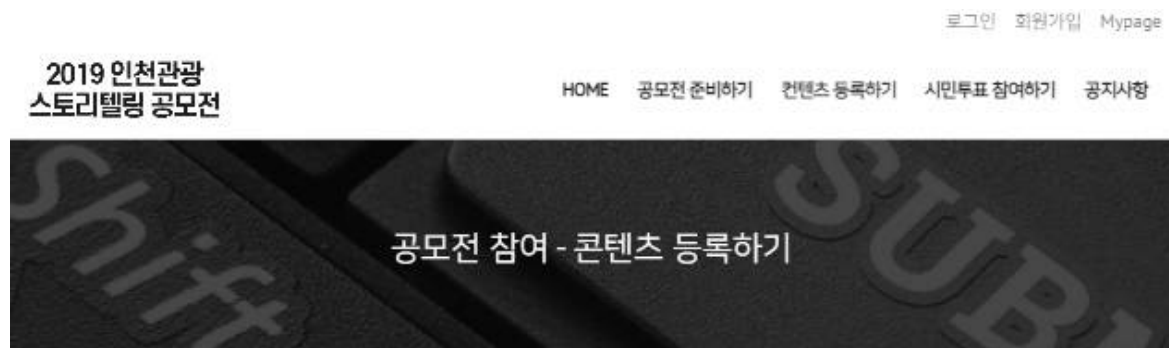 로그인 회원가입 Mypage
2019 인천관광
스토리텔링 공모전
HOME 공모전 준비하기 컨텐츠 등록하기 시민투표 참여하기 공지사항
Shift
SUB
공모전 참여 - 콘텐츠 등록하기